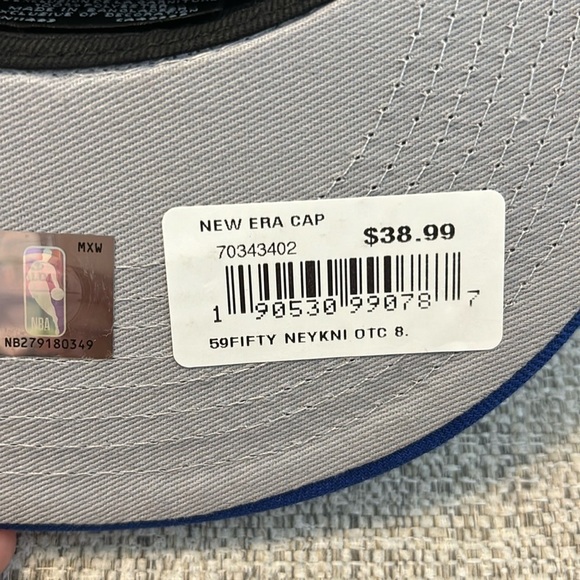 NEW ERA CAP
70343402 $38.99
1 90530 99078 7
59FIFTY NEYKNI OTC 8.
MXW
NBA
NB279180349